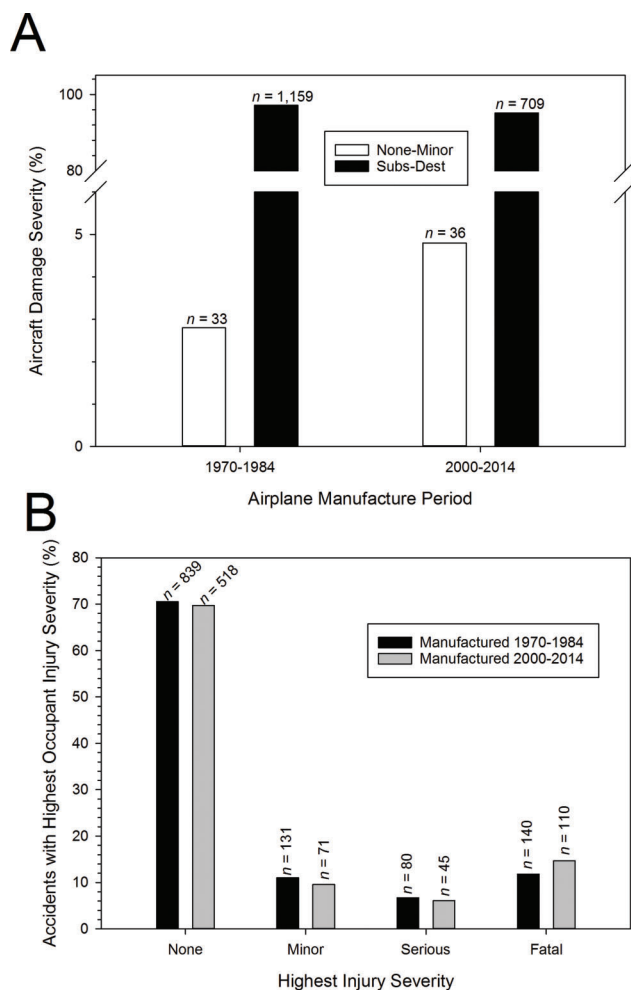 A
n = 1,159
n = 709
100
None-Minor
Subs-Dest
80
Aircraft Damage Severity (%)
n = 36
5
n = 33
0
1970-1984
2000-2014
Airplane Manufacture Period
B
Accidents with Highest Occupant Injury Severity (%)
80
n = 839
n = 518
70
Manufactured 1970-1984
Manufactured 2000-2014
60
50
40
30
20
n = 131
n = 71
n = 80
n = 45
n = 140
n = 110
10
0
None
Minor
Serious
Fatal
Highest Injury Severity